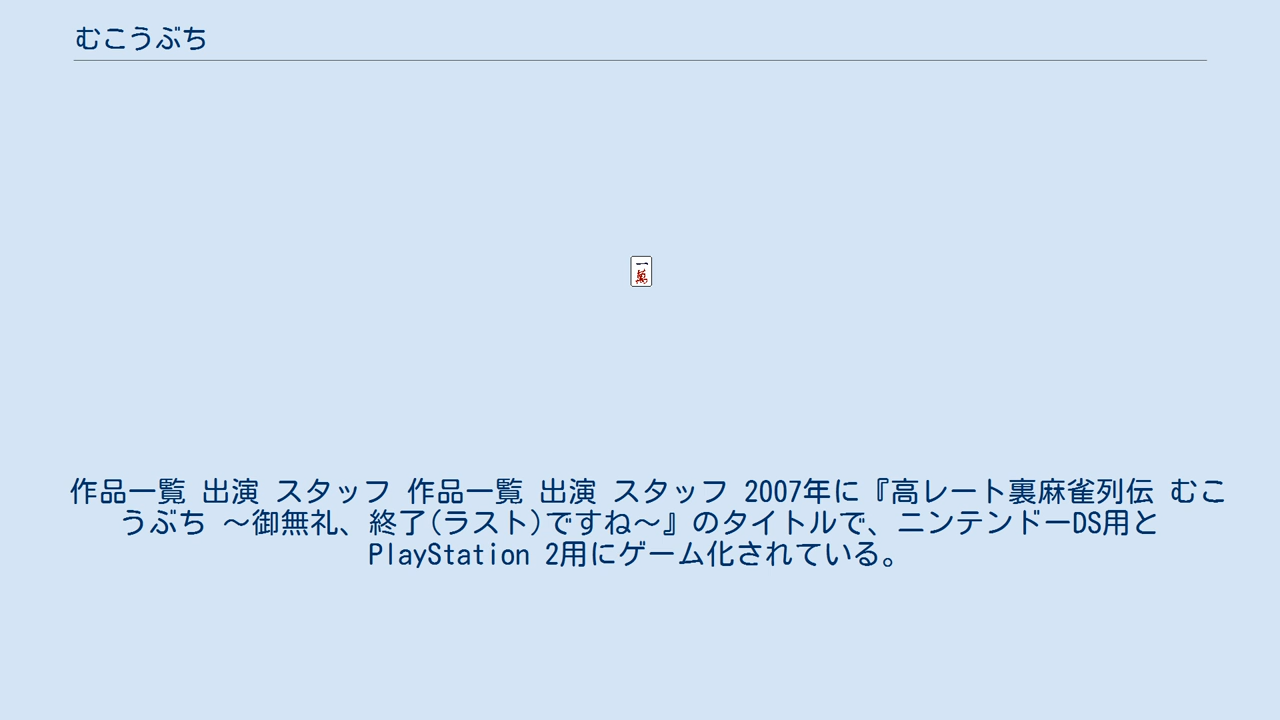 むこうぶち
一
萬
作品一覧 出演 スタッフ 作品一覧 出演 スタッフ 2007年に『高レート裏麻雀列伝 むこ
うぶち ～御無礼、終了(ラスト)ですね～』のタイトルで、ニンテンドーDS用と
PlayStation 2用にゲーム化されている。